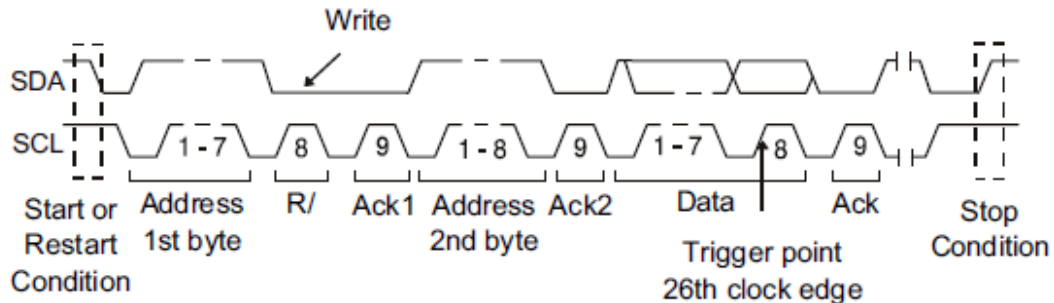 Write
SDA
SCL
1 - 7
8
9
1 - 8
9
1 - 7
8
9
Start or
Restart
Condition
Address
1st byte
R/
Ack1
Address
2nd byte
Ack2
Data
Ack
Stop
Condition
Trigger point
26th clock edge